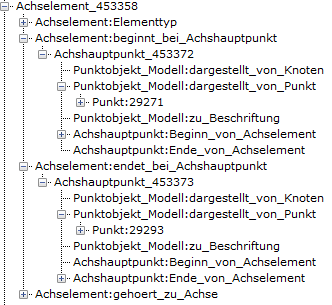 Achselement_453358
Achselement:Elementtyp
Achselement:beginnt_bei_Achshauptpunkt
Achshauptpunkt_453372
Punktobjekt_Modell:dargestellt_von_Knoten
Punktobjekt_Modell:dargestellt_von_Punkt
Punkt:29271
Punktobjekt_Modell:zu_Beschriftung
Achshauptpunkt:Beginn_von_Achselement
Achshauptpunkt:Ende_von_Achselement
Achselement:endet_bei_Achshauptpunkt
Achshauptpunkt_453373
Punktobjekt_Modell:dargestellt_von_Knoten
Punktobjekt_Modell:dargestellt_von_Punkt
Punkt:29293
Punktobjekt_Modell:zu_Beschriftung
Achshauptpunkt:Beginn_von_Achselement
Achshauptpunkt:Ende_von_Achselement
Achselement:gehoert_zu_Achse